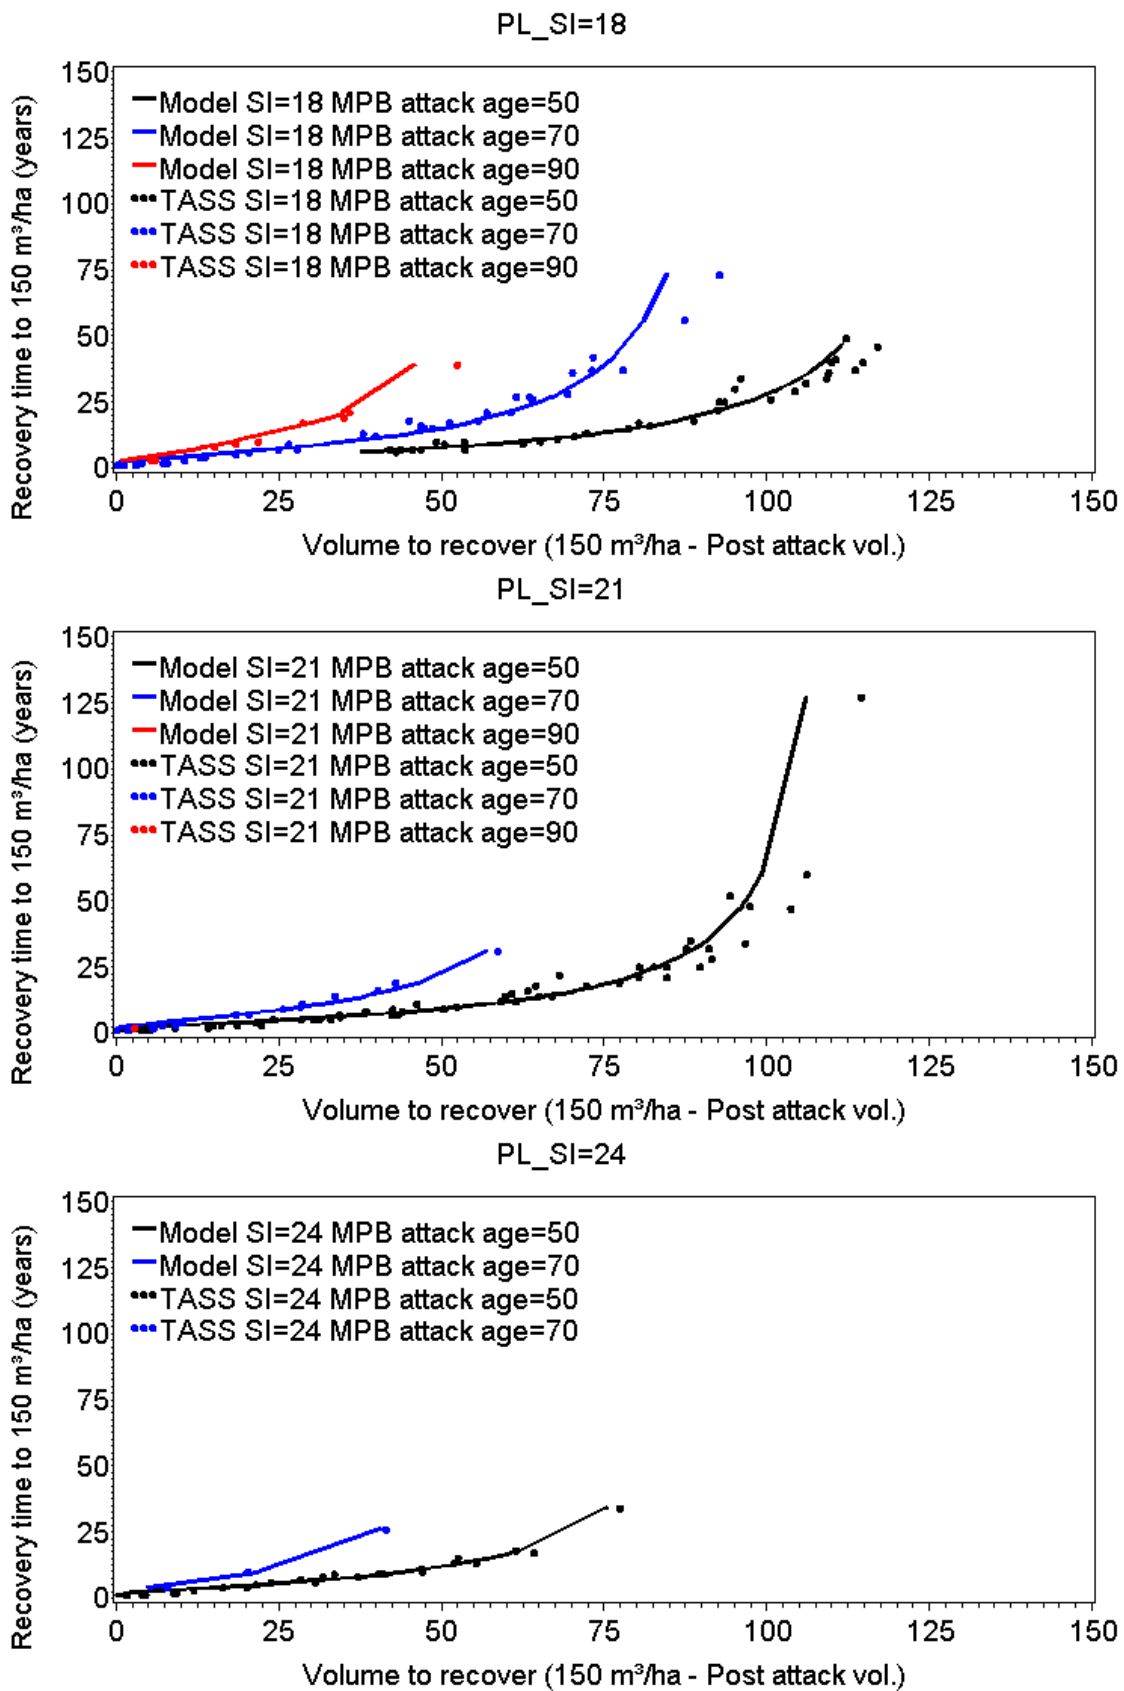 PL_SI=18
Recovery time to 150 m³/ha (years)
150
125
100
75
50
25
0
Model SI=18 MPB attack age=50
Model SI=18 MPB attack age=70
Model SI=18 MPB attack age=90
TASS SI=18 MPB attack age=50
TASS SI=18 MPB attack age=70
TASS SI=18 MPB attack age=90
0 25 50 75 100 125 150
Volume to recover (150 m³/ha - Post attack vol.)
PL_SI=21
Recovery time to 150 m³/ha (years)
150
125
100
75
50
25
0
Model SI=21 MPB attack age=50
Model SI=21 MPB attack age=70
Model SI=21 MPB attack age=90
TASS SI=21 MPB attack age=50
TASS SI=21 MPB attack age=70
TASS SI=21 MPB attack age=90
0 25 50 75 100 125 150
Volume to recover (150 m³/ha - Post attack vol.)
PL_SI=24
Recovery time to 150 m³/ha (years)
150
125
100
75
50
25
0
Model SI=24 MPB attack age=50
Model SI=24 MPB attack age=70
TASS SI=24 MPB attack age=50
TASS SI=24 MPB attack age=70
0 25 50 75 100 125 150
Volume to recover (150 m³/ha - Post attack vol.)